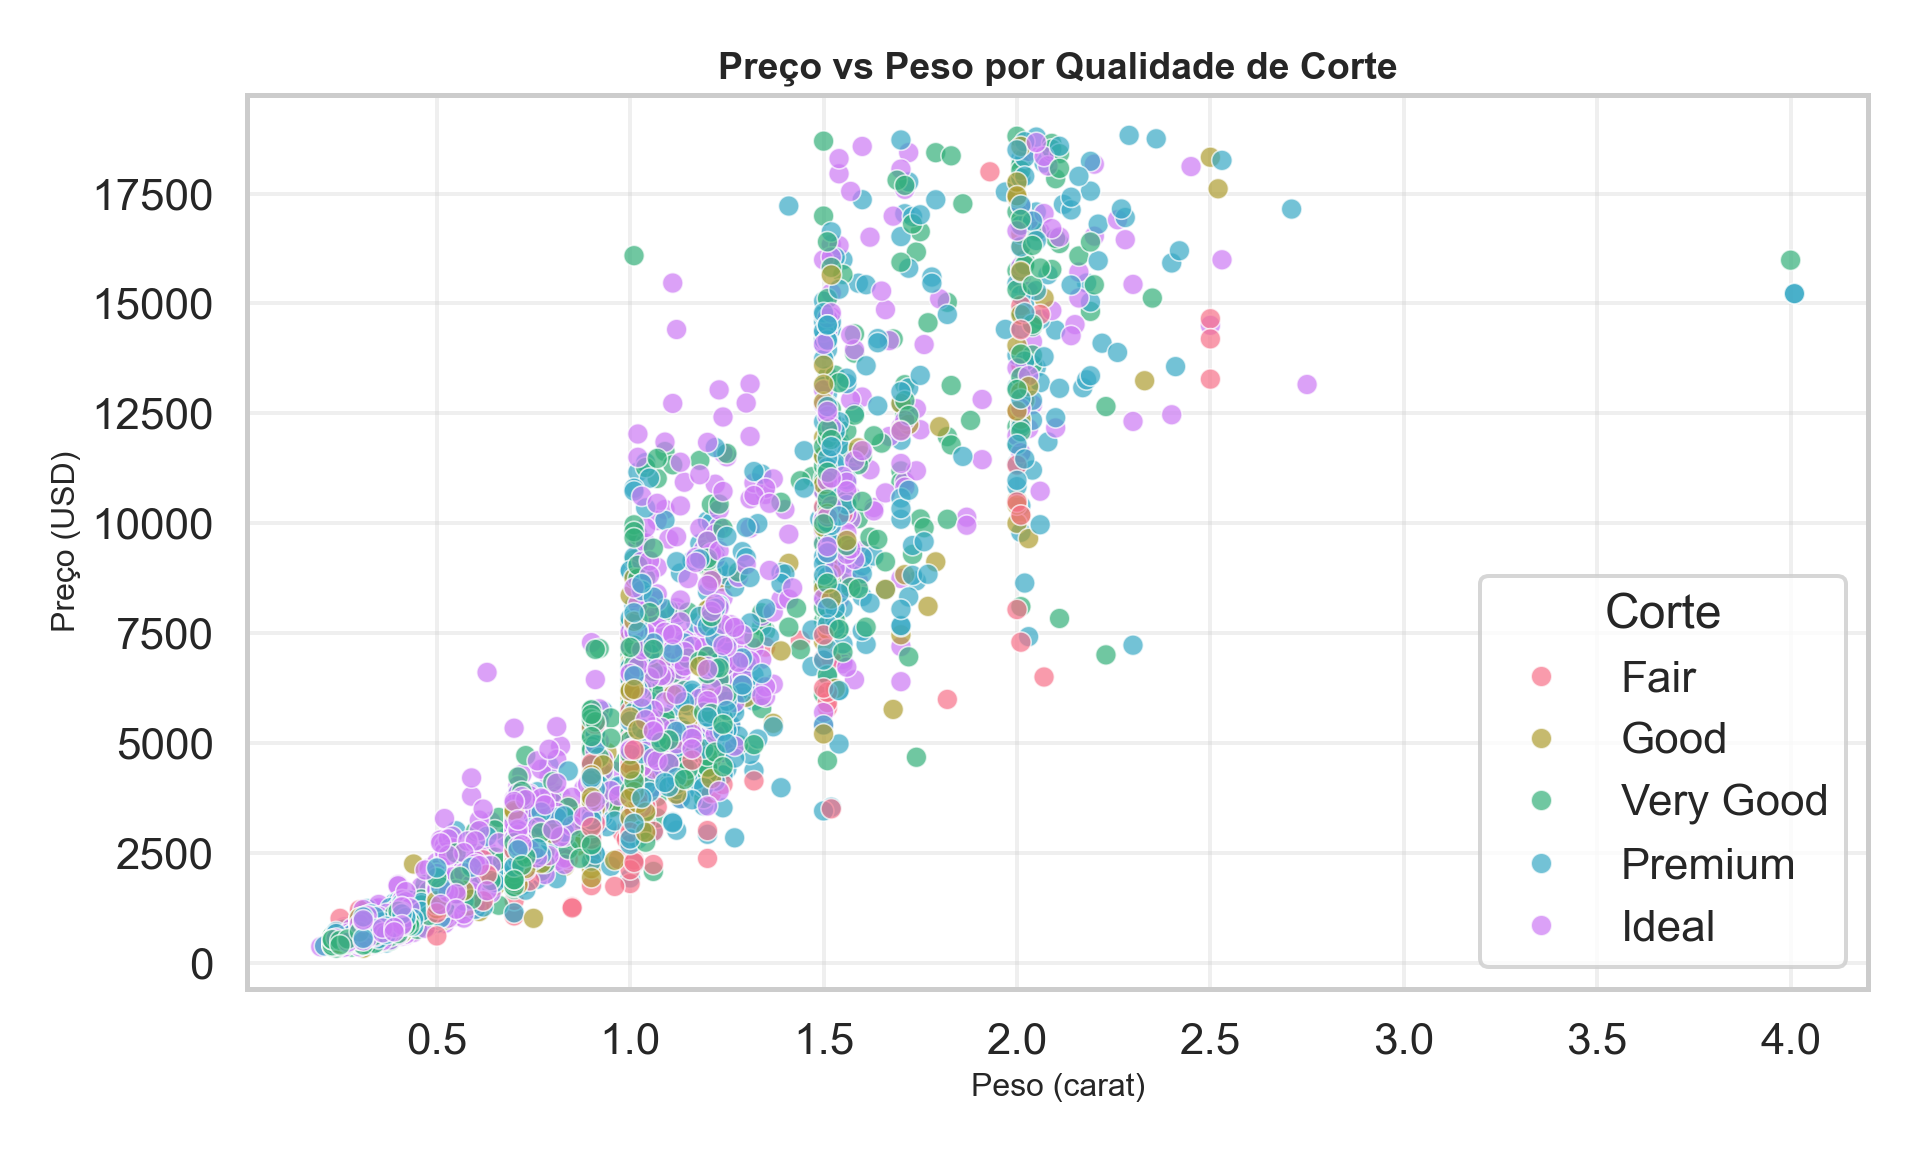 Preço vs Peso por Qualidade de Corte
Preço (USD)
17500
15000
12500
10000
7500
5000
2500
0
Corte
Fair
Good
Very Good
Premium
Ideal
0.5 1.0 1.5 2.0 2.5 3.0 3.5 4.0
Peso (carat)